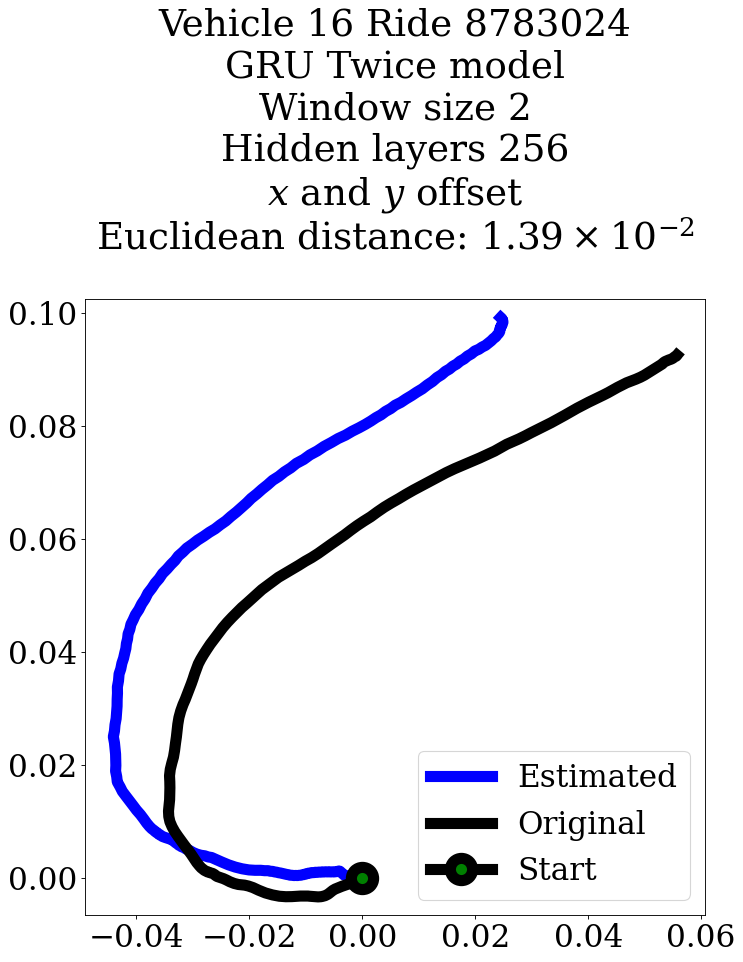 Vehicle 16 Ride 8783024
GRU Twice model
Window size 2
Hidden layers 256
x and y offset
Euclidean distance: 1.39 × 10⁻²
0.10
0.08
0.06
0.04
0.02
0.00
Estimated
Original
Start
−0.04 −0.02 0.00 0.02 0.04 0.06